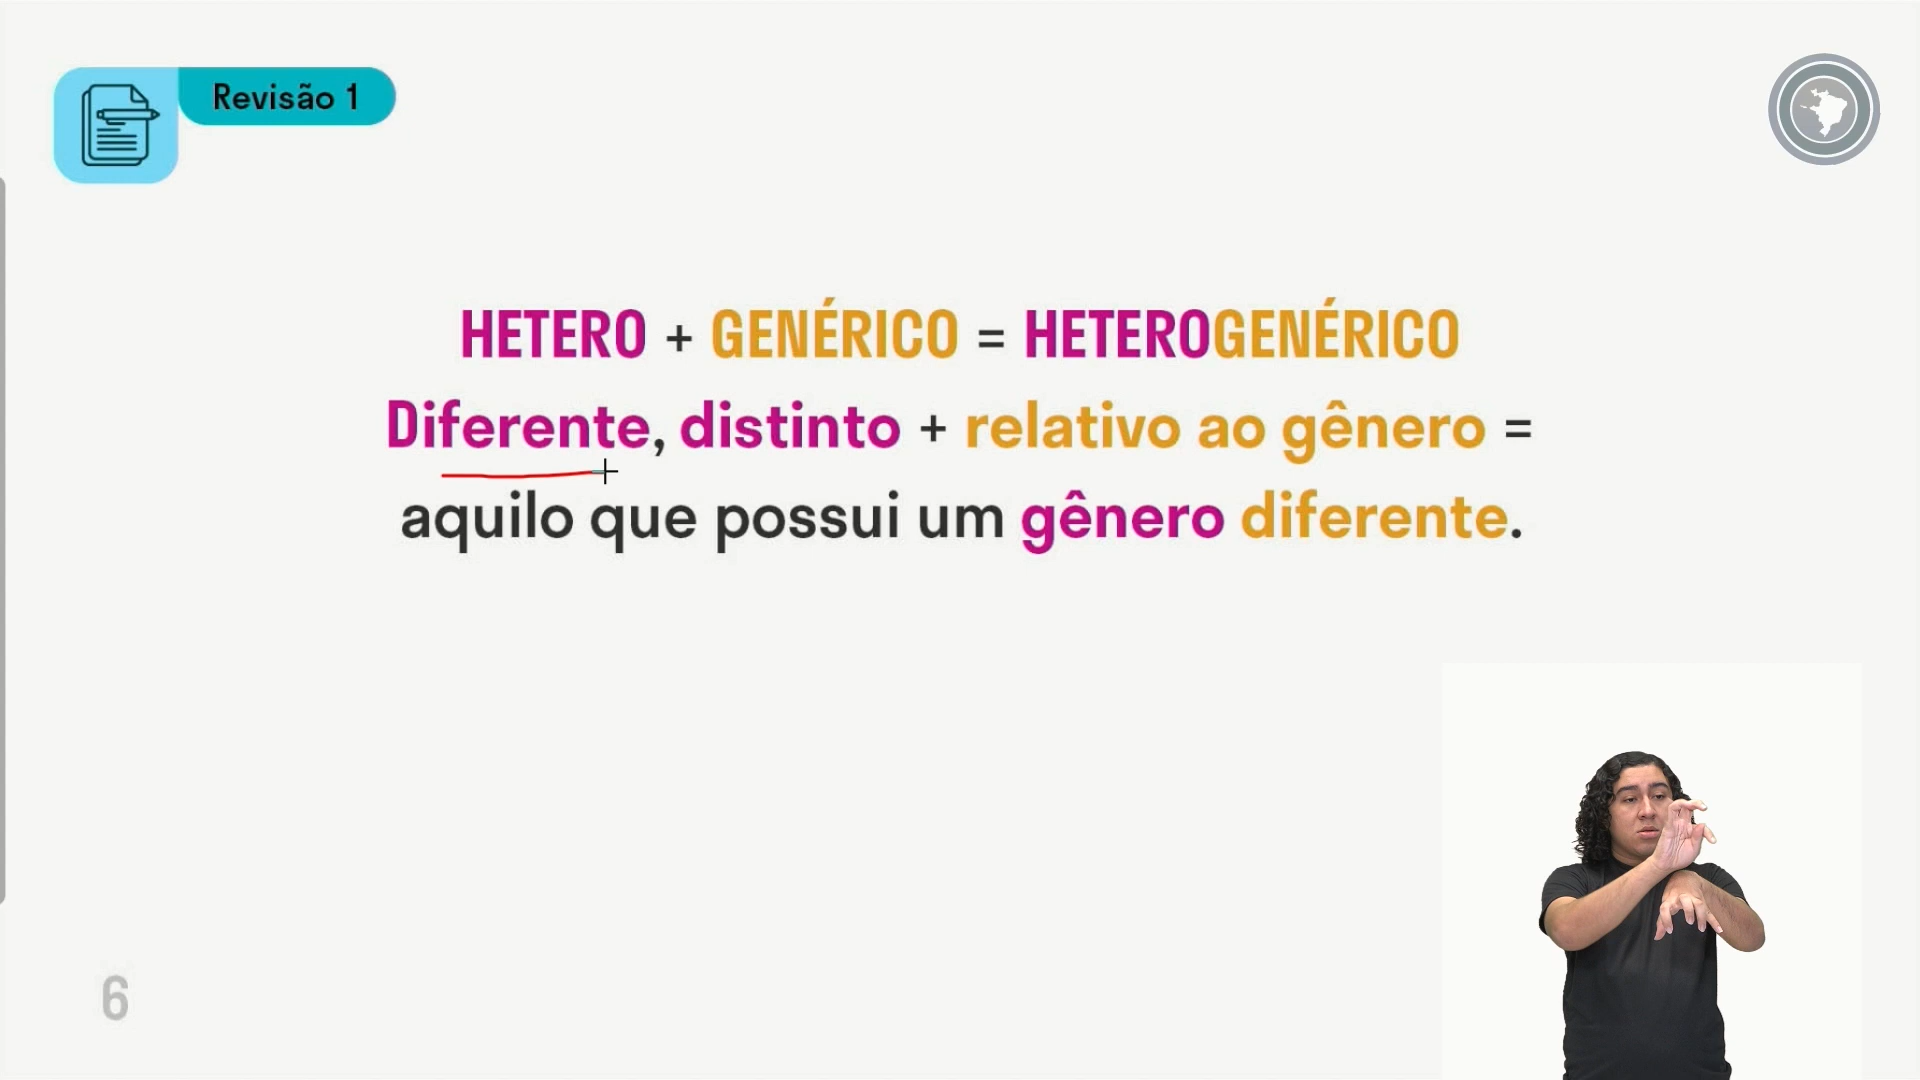 Revisão 1
HETERO + GENÉRICO = HETEROGENÉRICO
Diferente, distinto + relativo ao gênero =
aquilo que possui um gênero diferente.
6